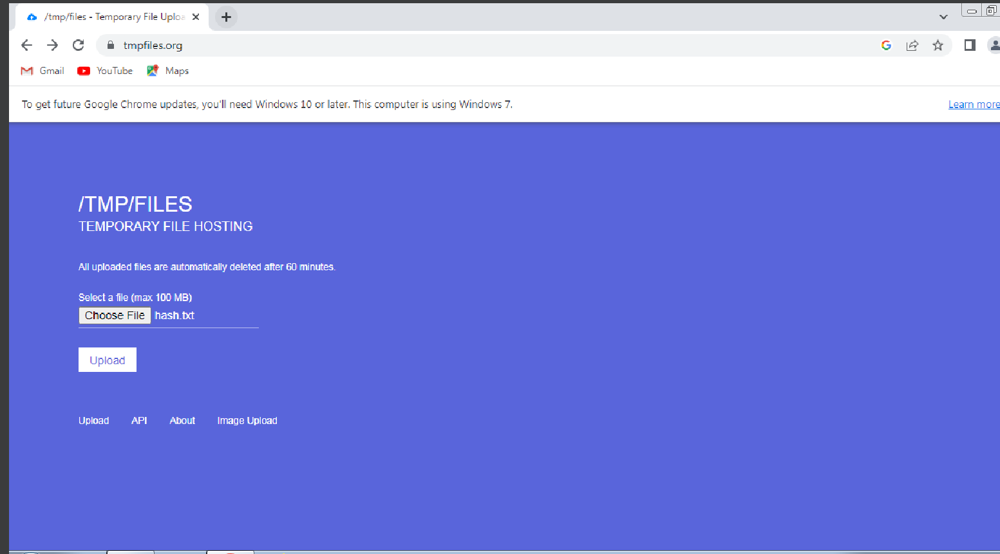 /tmp/files - Temporary File Uploa
tmpfiles.org
Gmail YouTube Maps
To get future Google Chrome updates, you'll need Windows 10 or later. This computer is using Windows 7. Learn more
/TMP/FILES
TEMPORARY FILE HOSTING
All uploaded files are automatically deleted after 60 minutes.
Select a file (max 100 MB)
Choose File hash.txt
Upload
Upload API About Image Upload